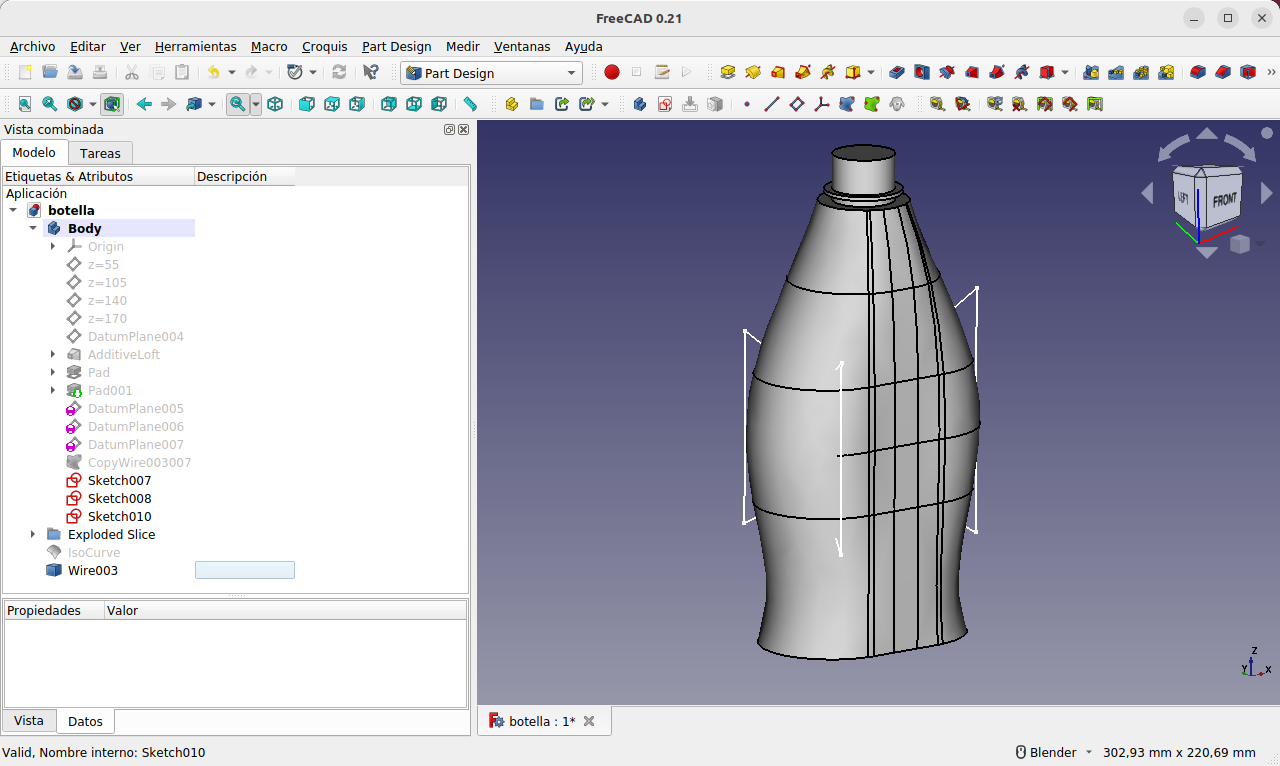 FreeCAD 0.21
Archivo Editar Ver Herramientas Macro Croquis Part Design Medir Ventanas Ayuda
Part Design
Vista combinada
Modelo Tareas
Etiquetas & Atributos Descripción
Aplicación
botella
Body
Origin
z=55
z=105
z=140
z=170
DatumPlane004
AdditiveLoft
Pad
Pad001
DatumPlane005
DatumPlane006
DatumPlane007
CopyWire003007
Sketch007
Sketch008
Sketch010
Exploded Slice
IsoCurve
Wire003
Propiedades Valor
Vista Datos
LEFT FRONT
Z
Y X
botella : 1*
Valid, Nombre interno: Sketch010
Blender 302,93 mm x 220,69 mm